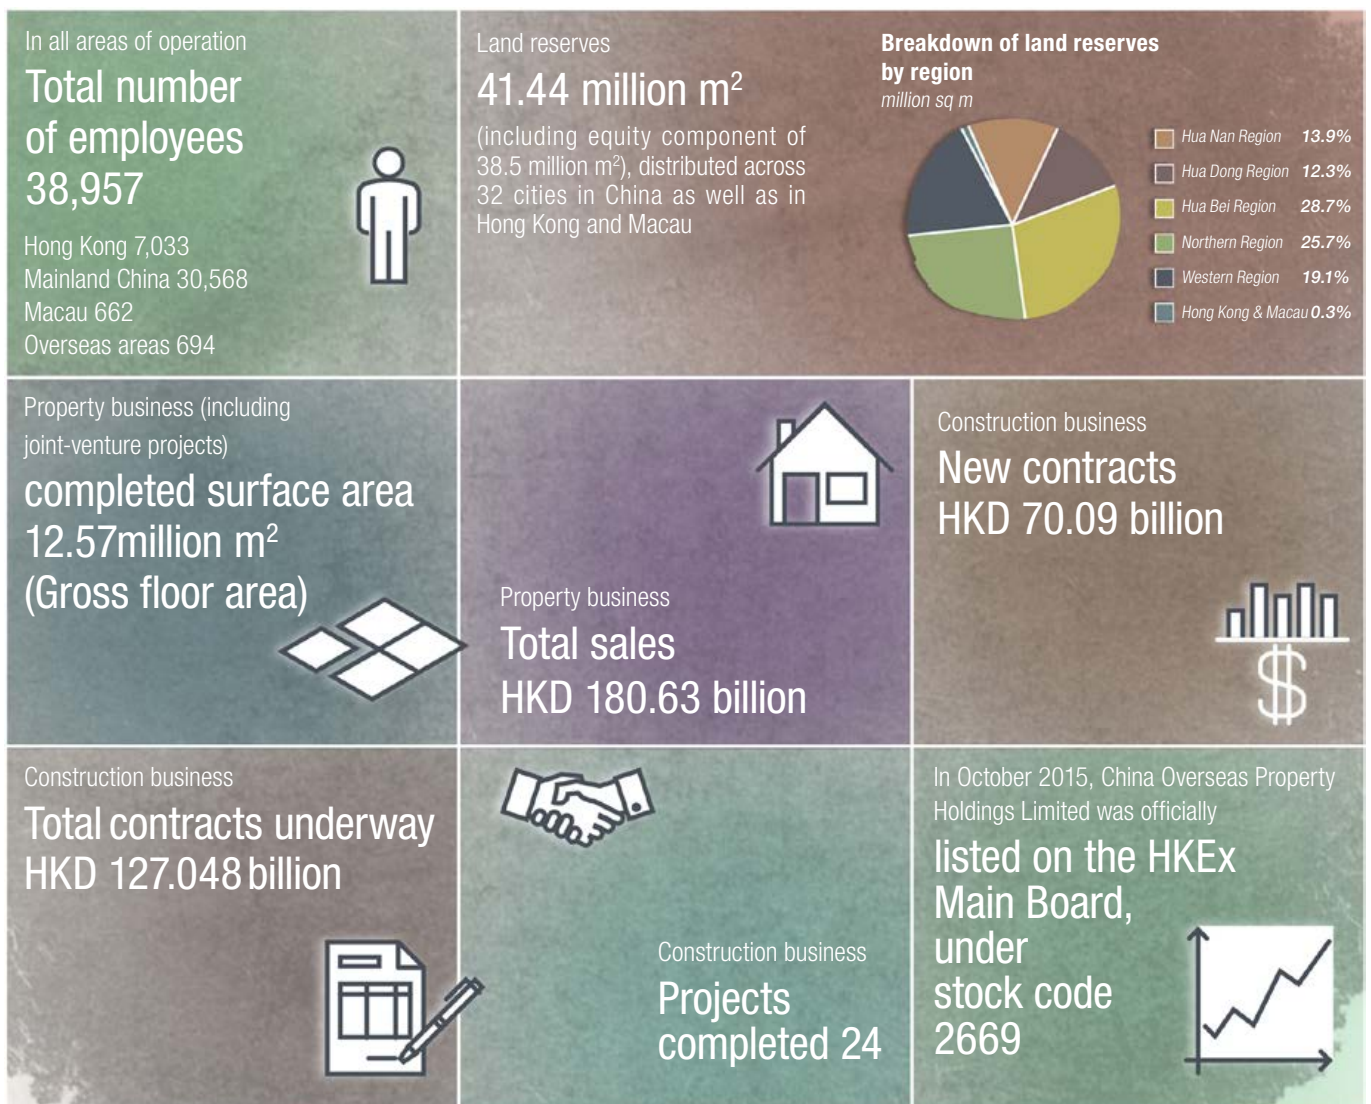 In all areas of operation
Total number
of employees
38,957
Hong Kong 7,033
Mainland China 30,568
Macau 662
Overseas areas 694
Land reserves
41.44 million m²
(including equity component of
38.5 million m²), distributed across
32 cities in China as well as in
Hong Kong and Macau
Breakdown of land reserves
by region
million sq m
Hua Nan Region 13.9%
Hua Dong Region 12.3%
Hua Bei Region 28.7%
Northern Region 25.7%
Western Region 19.1%
Hong Kong & Macau 0.3%
Property business (including
joint-venture projects)
completed surface area
12.57million m²
(Gross floor area)
Property business
Total sales
HKD 180.63 billion
Construction business
New contracts
HKD 70.09 billion
$
Construction business
Total contracts underway
HKD 127.048 billion
Construction business
Projects
completed 24
In October 2015, China Overseas Property
Holdings Limited was officially
listed on the HKEx
Main Board,
under
stock code
2669